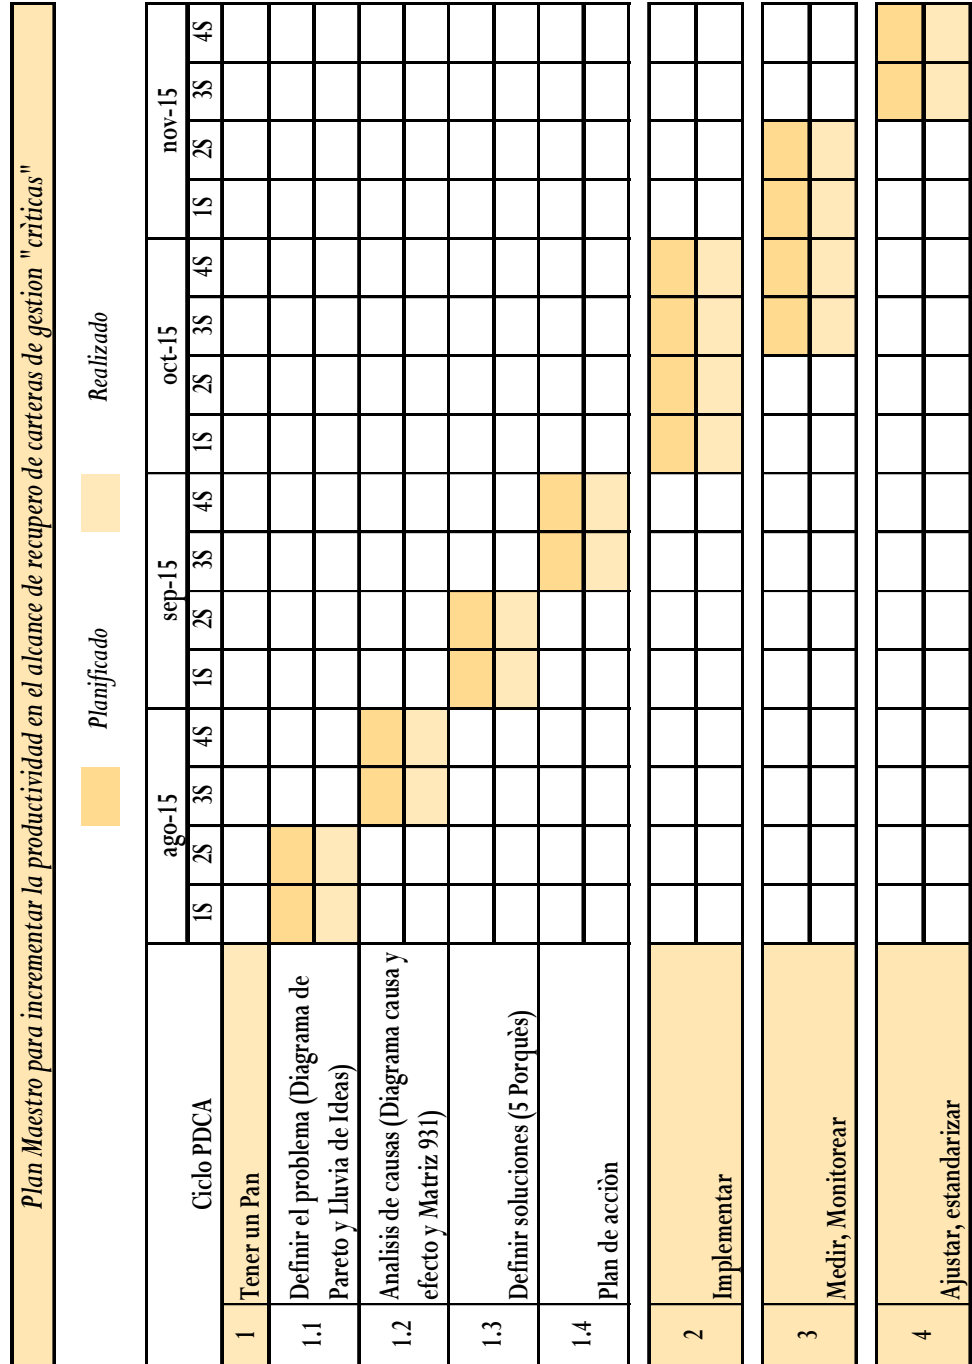 Plan Maestro para incrementar la productividad en el alcance de recupero de carteras de gestion "crìticas"
Planificado Realizado
Ciclo PDCA ago-15 sep-15 oct-15 nov-15
1S 2S 3S 4S 1S 2S 3S 4S 1S 2S 3S 4S 1S 2S 3S 4S
1 Tener un Pan
1.1 Definir el problema (Diagrama de
Pareto y Lluvia de Ideas)
1.2 Analisis de causas (Diagrama causa y
efecto y Matriz 931)
1.3 Definir soluciones (5 Porquès)
1.4 Plan de acciòn
2 Implementar
3 Medir, Monitorear
4 Ajustar, estandarizar